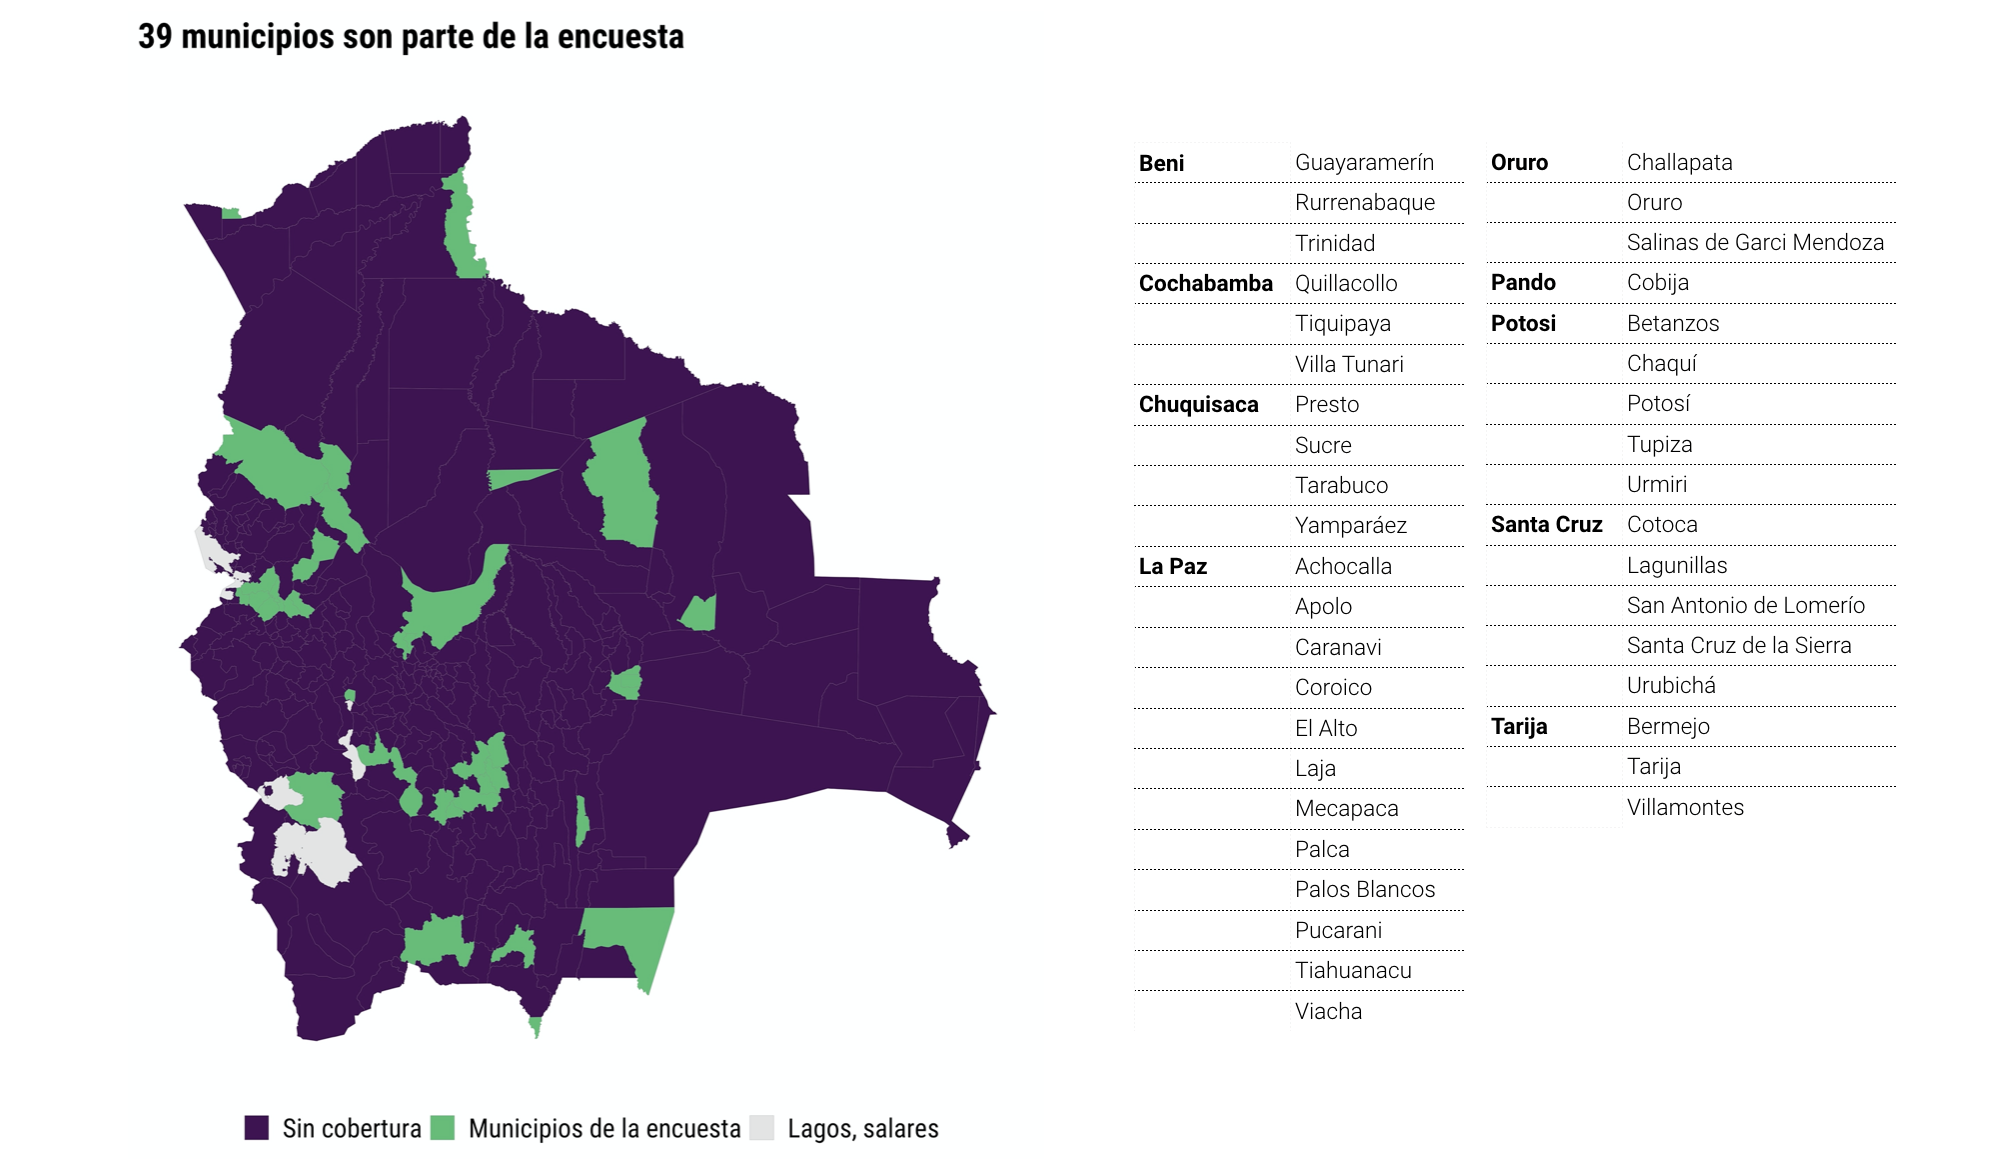 39 municipios son parte de la encuesta
Beni Guayaramerín
Rurrenabaque
Trinidad
Cochabamba Quillacollo
Tiquipaya
Villa Tunari
Chuquisaca Presto
Sucre
Tarabuco
Yamparáez
La Paz Achocalla
Apolo
Caranavi
Coroico
El Alto
Laja
Mecapaca
Palca
Palos Blancos
Pucarani
Tiahuanacu
Viacha
Oruro Challapata
Oruro
Salinas de Garci Mendoza
Pando Cobija
Potosi Betanzos
Chaquí
Potosí
Tupiza
Urmiri
Santa Cruz Cotoca
Lagunillas
San Antonio de Lomerío
Santa Cruz de la Sierra
Urubichá
Tarija Bermejo
Tarija
Villamontes
Sin cobertura Municipios de la encuesta Lagos, salares